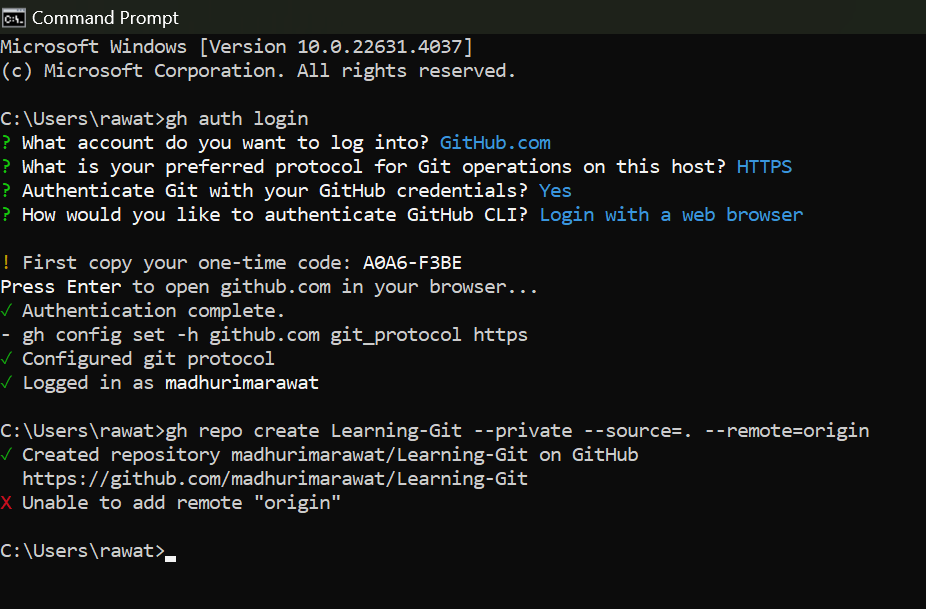 Command Prompt
Microsoft Windows [Version 10.0.22631.4037]
(c) Microsoft Corporation. All rights reserved.
C:\Users\rawat>gh auth login
? What account do you want to log into? GitHub.com
? What is your preferred protocol for Git operations on this host? HTTPS
? Authenticate Git with your GitHub credentials? Yes
? How would you like to authenticate GitHub CLI? Login with a web browser
! First copy your one-time code: A0A6-F3BE
Press Enter to open github.com in your browser...
✓ Authentication complete.
- gh config set -h github.com git_protocol https
✓ Configured git protocol
✓ Logged in as madhurimarawat
C:\Users\rawat>gh repo create Learning-Git --private --source=. --remote=origin
✓ Created repository madhurimarawat/Learning-Git on GitHub
https://github.com/madhurimarawat/Learning-Git
X Unable to add remote "origin"
C:\Users\rawat>